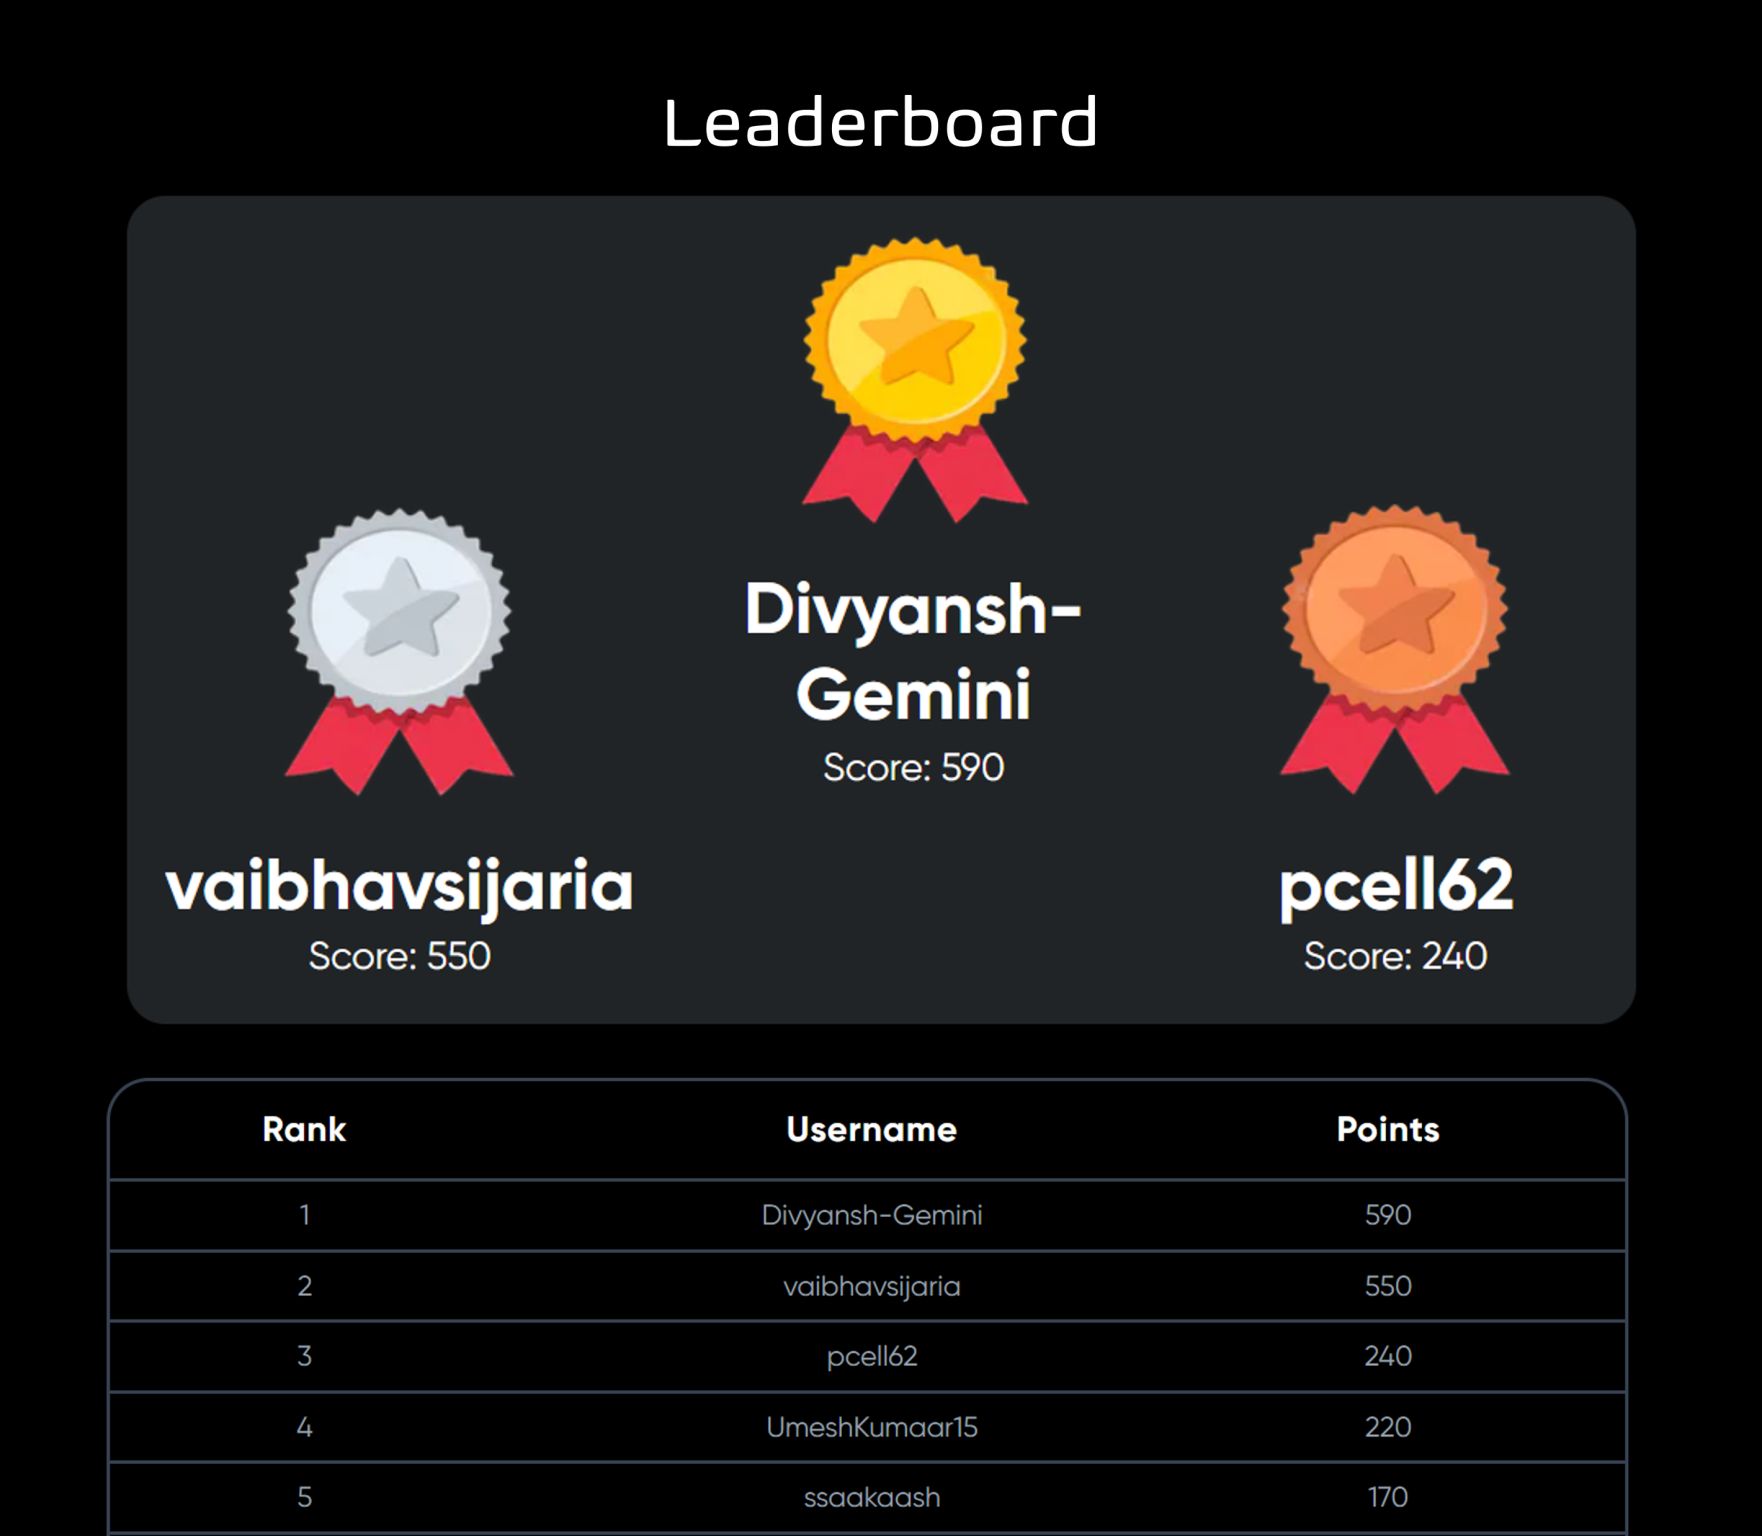 Leaderboard
Divyansh-
Gemini
Score: 590
vaibhavsijaria
Score: 550
pcell62
Score: 240
Rank Username Points
1 Divyansh-Gemini 590
2 vaibhavsijaria 550
3 pcell62 240
4 UmeshKumaar15 220
5 ssaakaash 170